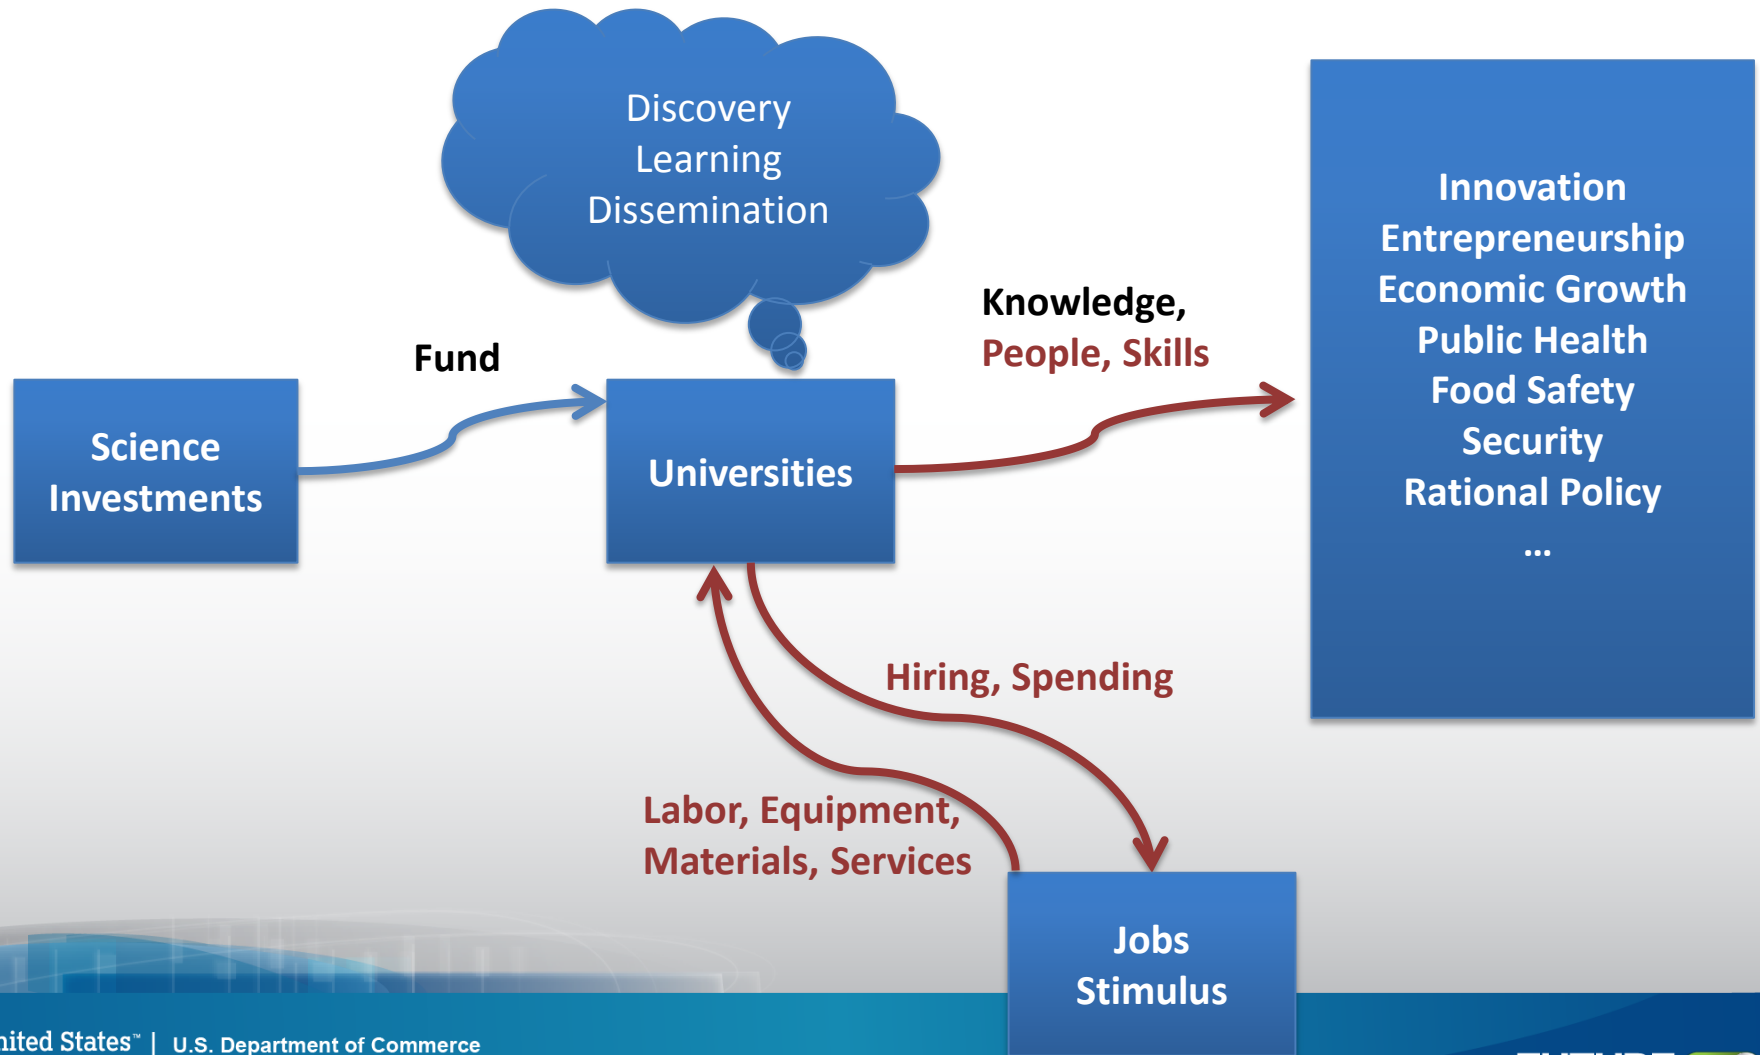 Discovery
Learning
Dissemination
Innovation
Entrepreneurship
Economic Growth
Public Health
Food Safety
Security
Rational Policy
...
Knowledge,
People, Skills
Fund
Science
Investments
Universities
Hiring, Spending
Labor, Equipment,
Materials, Services
Jobs
Stimulus
States™ | U.S. Department of Commerce